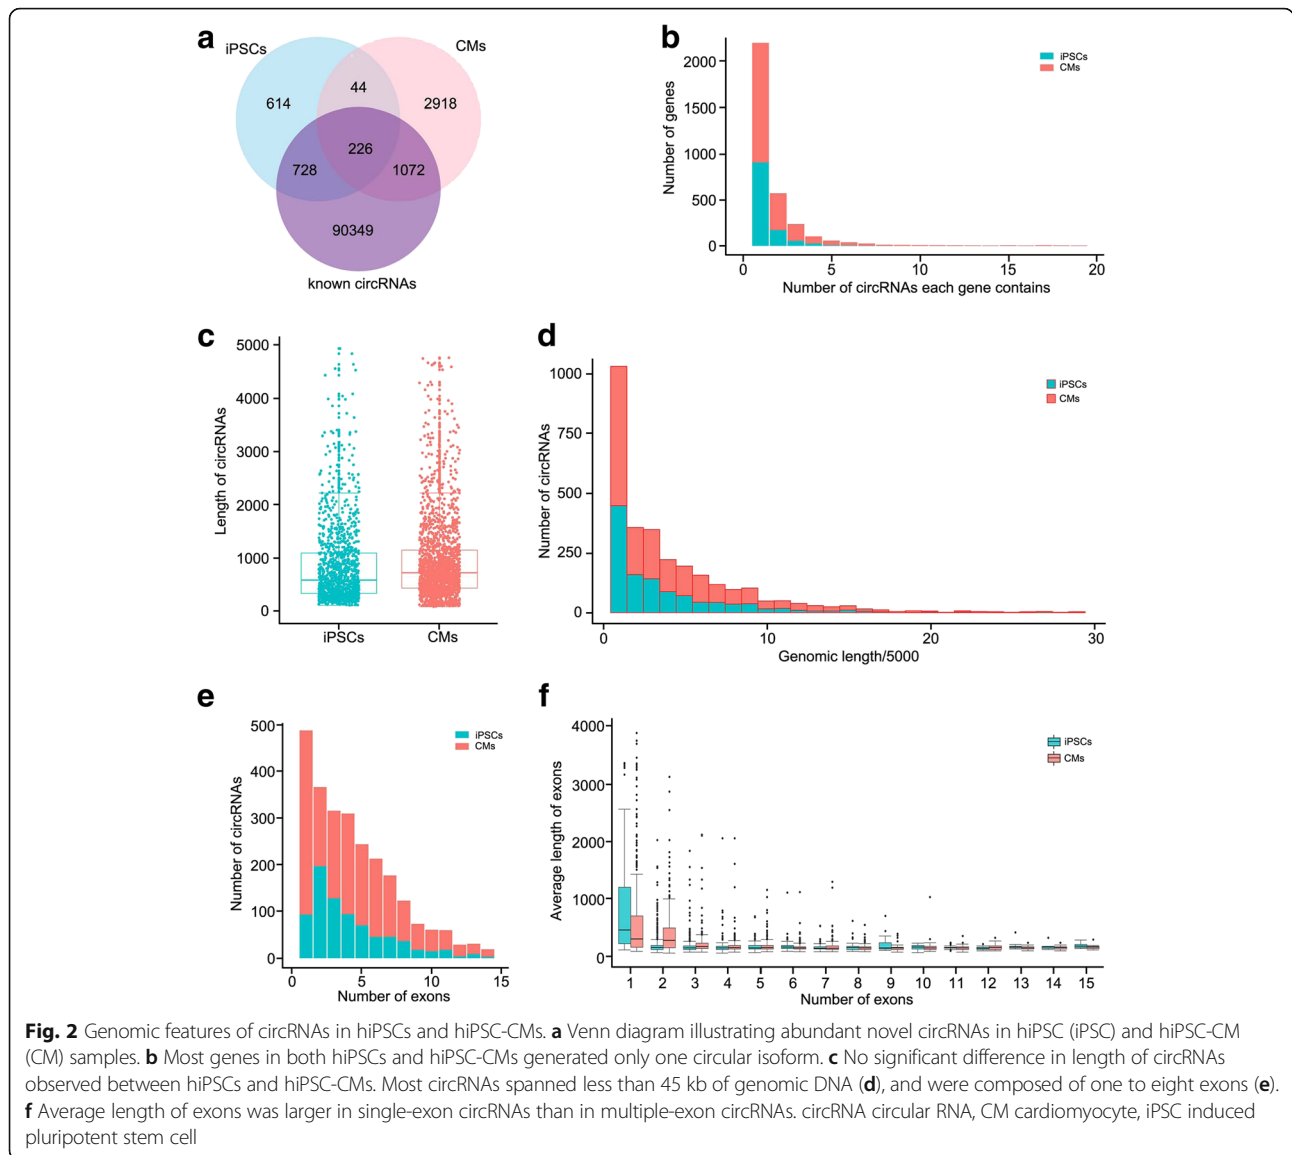 a
iPSCs
CMs
44
614
2918
226
728
1072
90349
known circRNAs
b
2000
1500
1000
500
0
Number of genes
iPSCs
CMs
0
5
10
15
20
Number of circRNAs each gene contains
c
5000
4000
3000
2000
1000
0
Length of circRNAs
iPSCs
CMs
d
1000
750
500
250
0
Number of circRNAs
iPSCs
CMs
0
10
20
30
Genomic length/5000
e
500
400
300
200
100
0
Number of circRNAs
iPSCs
CMs
0
5
10
15
Number of exons
f
4000
3000
2000
1000
0
Average length of exons
iPSCs
CMs
1 2 3 4 5 6 7 8 9 10 11 12 13 14 15
Number of exons
Fig. 2 Genomic features of circRNAs in hiPSCs and hiPSC-CMs. a Venn diagram illustrating abundant novel circRNAs in hiPSC (iPSC) and hiPSC-CM
(CM) samples. b Most genes in both hiPSCs and hiPSC-CMs generated only one circular isoform. c No significant difference in length of circRNAs
observed between hiPSCs and hiPSC-CMs. Most circRNAs spanned less than 45 kb of genomic DNA (d), and were composed of one to eight exons (e).
f Average length of exons was larger in single-exon circRNAs than in multiple-exon circRNAs. circRNA circular RNA, CM cardiomyocyte, iPSC induced
pluripotent stem cell